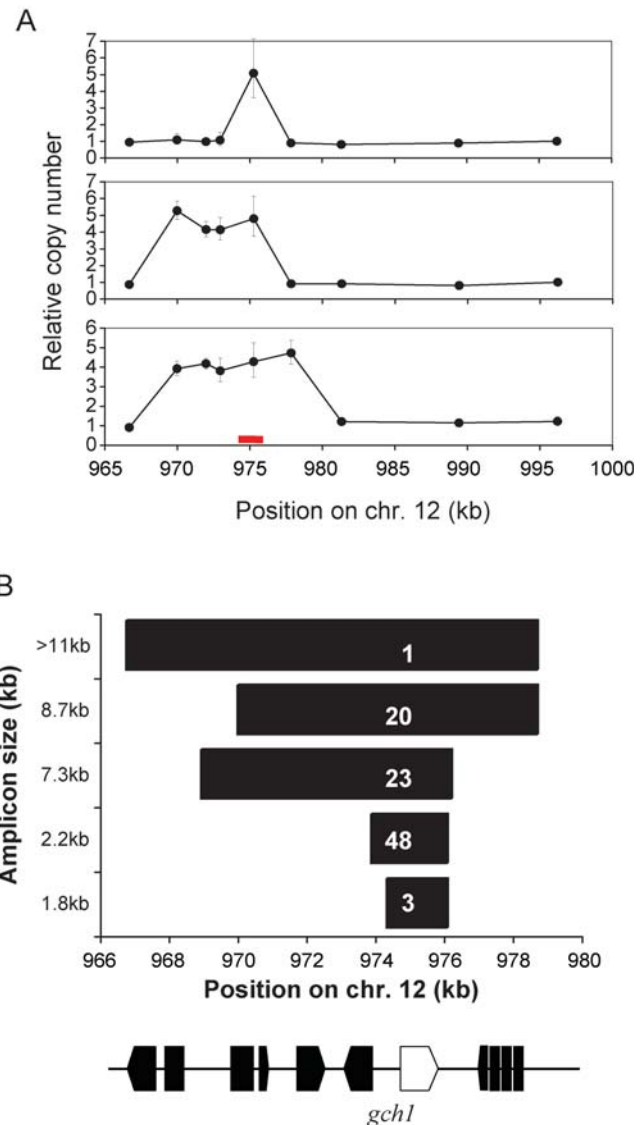 A
7
6
5
4
3
2
1
0
7
6
5
4
3
2
1
0
6
5
4
3
2
1
0
Relative copy number
965 970 975 980 985 990 995 1000
Position on chr. 12 (kb)
B
Amplicon size (kb)
>11kb 1
8.7kb 20
7.3kb 23
2.2kb 48
1.8kb 3
966 968 970 972 974 976 978 980
Position on chr. 12 (kb)
gch1